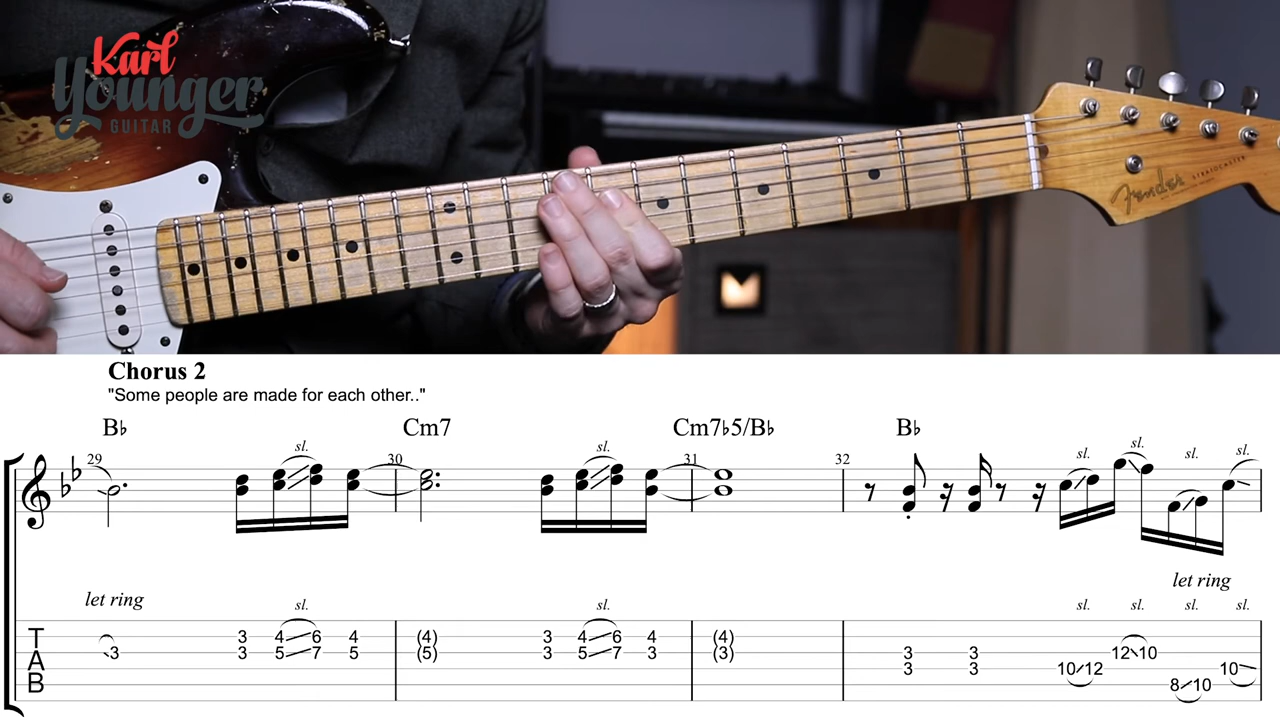 Karl
Younger
GUITAR
Fender
STRATOCASTER
Chorus 2
"Some people are made for each other.."
B♭ Cm7 Cm7♭5/B♭ B♭
29 sl. 30 sl. 31 32 sl. sl. sl. sl.
let ring let ring
sl. sl. sl. sl. sl. sl.
T 3 4 6 4 (4) 3 4 6 4 (4)
A 3 3 5 7 5 (5) 3 5 7 3 (3) 3 3 12 10
3 3 10 12 10
B 8 10